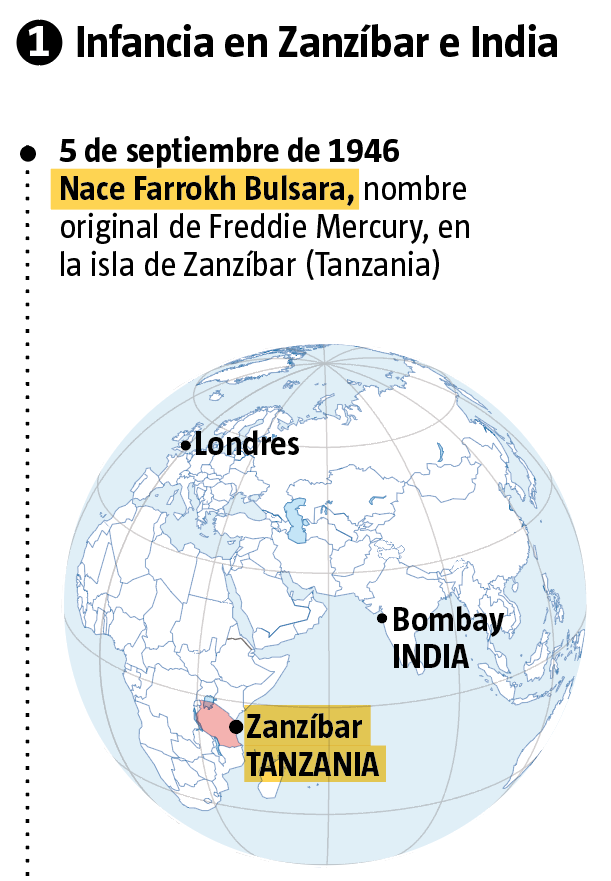 1 Infancia en Zanzíbar e India
5 de septiembre de 1946
Nace Farrokh Bulsara, nombre
original de Freddie Mercury, en
la isla de Zanzíbar (Tanzania)
Londres
Bombay
INDIA
Zanzíbar
TANZANIA